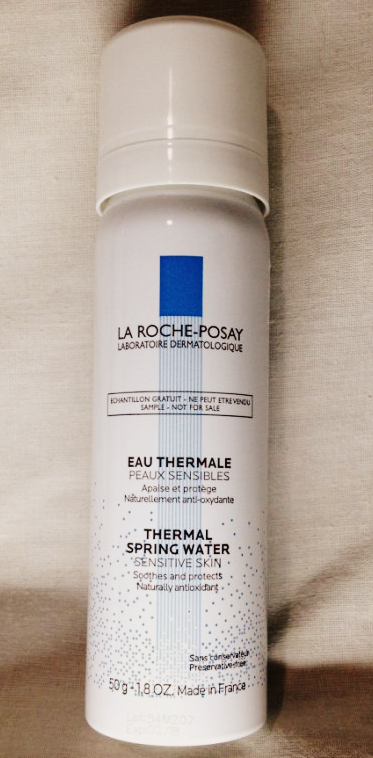 LA ROCHE-POSAY
LABORATOIRE DERMATOLOGIQUE
ECHANTILLON GRATUIT - NE PEUT ETRE VENDU
SAMPLE - NOT FOR SALE
EAU THERMALE
PEAUX SENSIBLES
Apaise et protège
Naturellement anti-oxydante
THERMAL
SPRING WATER
SENSITIVE SKIN
Soothes and protects
Naturally antioxidant
Sans conservateur
Preservative-free
50 g - 1,8 OZ. Made in France